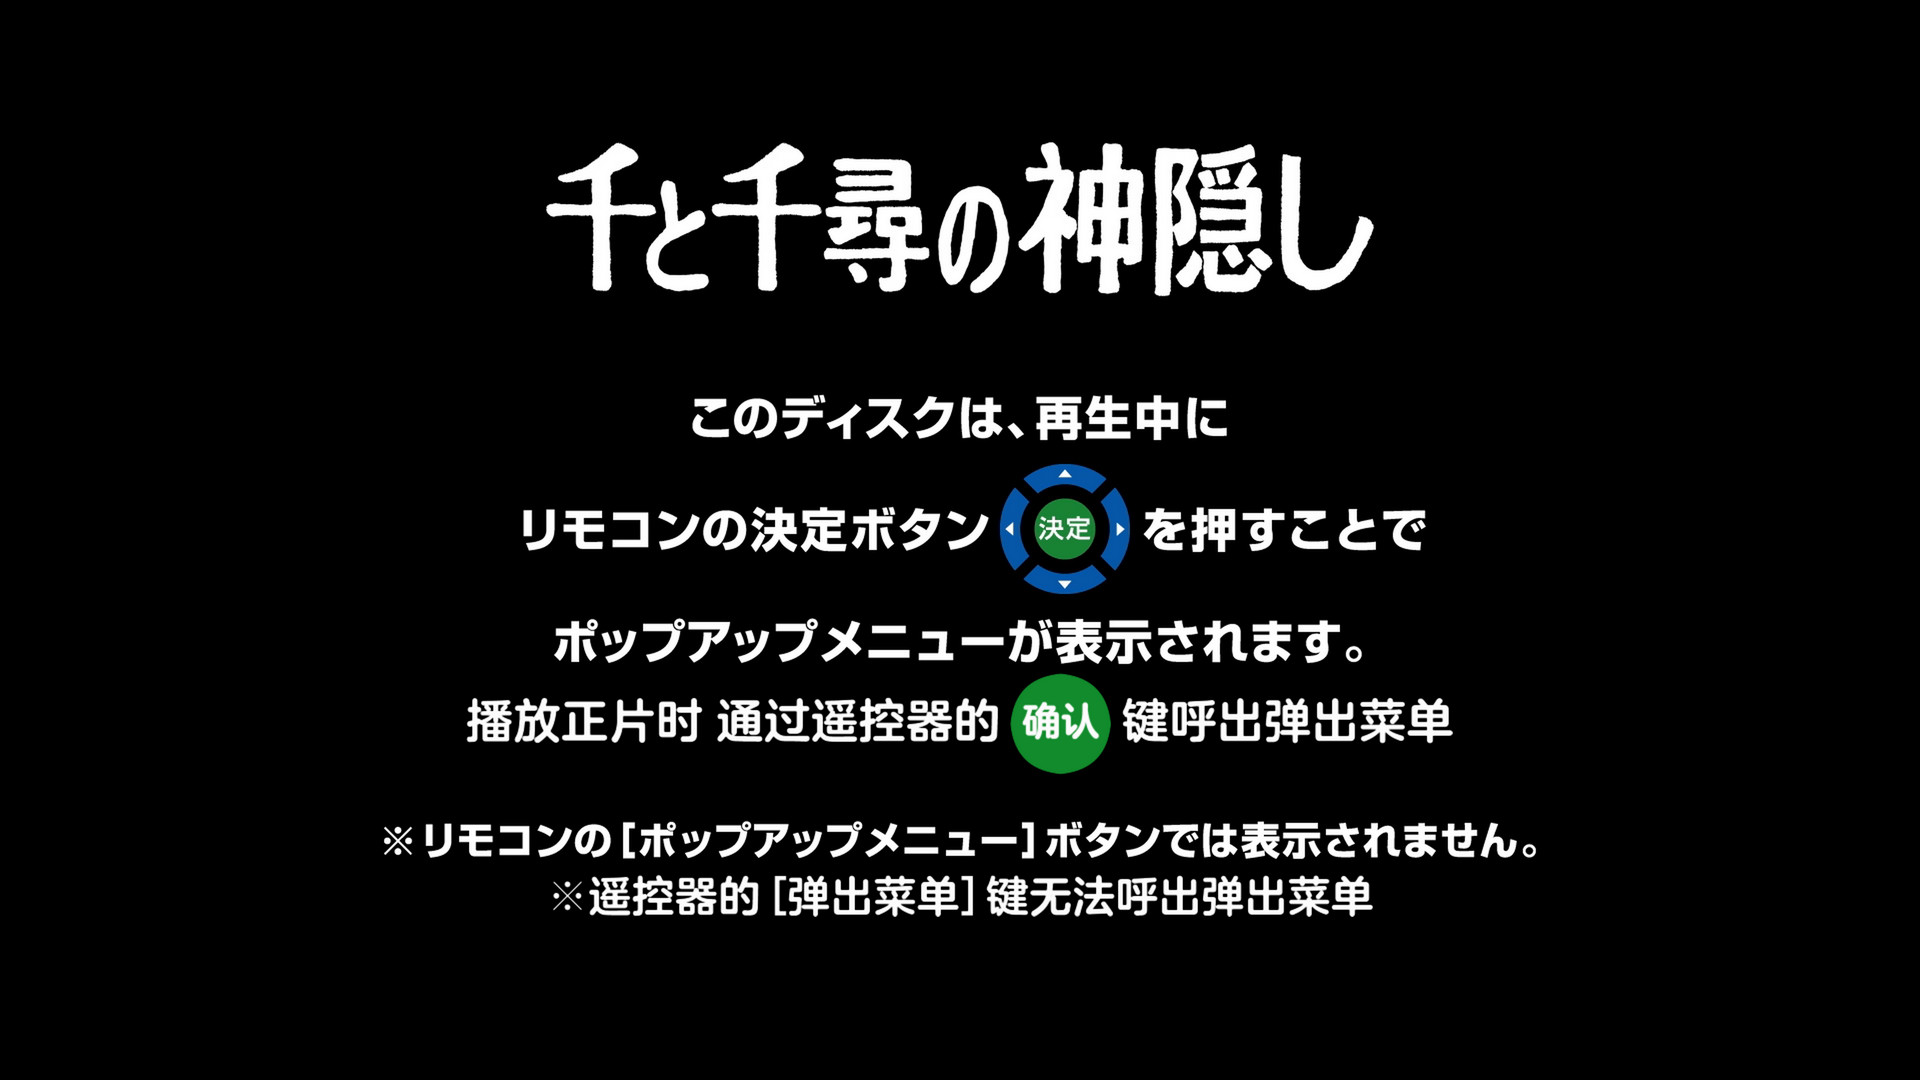 千と千尋の神隠し
このディスクは、再生中に
リモコンの決定ボタン 決定 を押すことで
ポップアップメニューが表示されます。
播放正片时 通过遥控器的 确认 键呼出弹出菜单
※リモコンの［ポップアップメニュー］ボタンでは表示されません。
※遥控器的［弹出菜单］键无法呼出弹出菜单